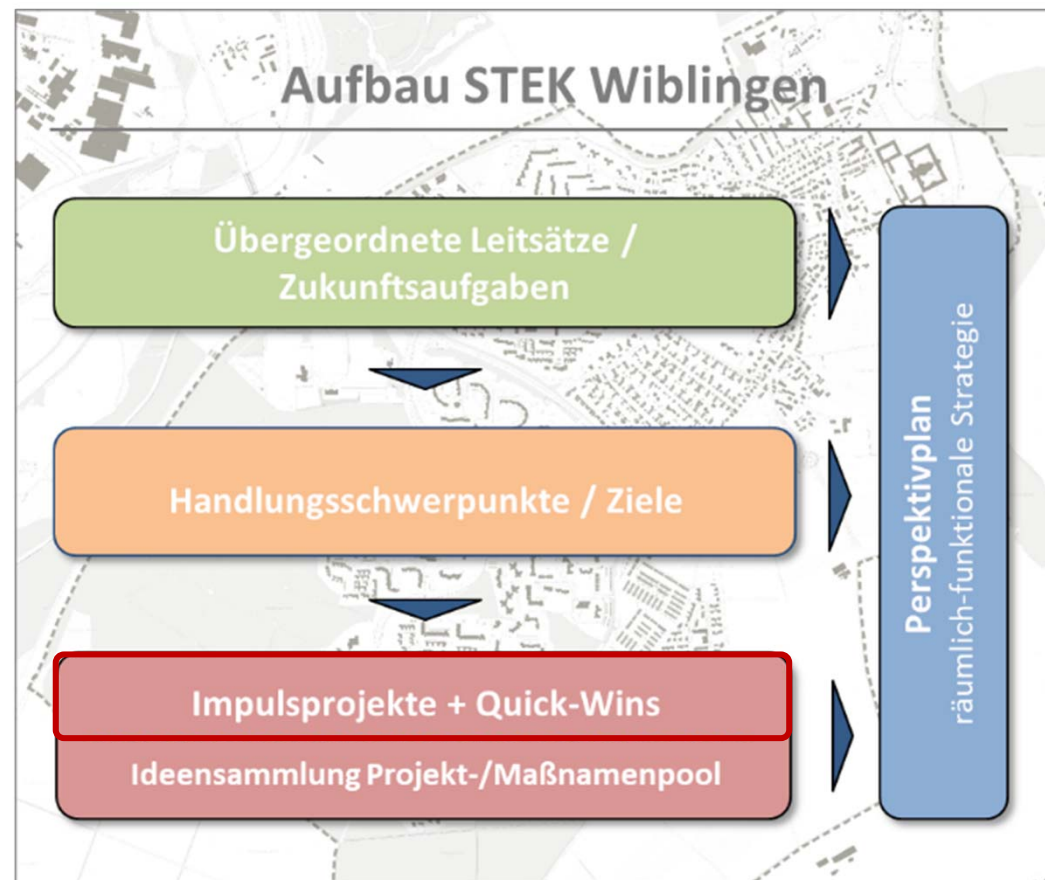 Aufbau STEK Wiblingen
Übergeordnete Leitsätze /
Zukunftsaufgaben
Handlungsschwerpunkte / Ziele
Impulsprojekte + Quick-Wins
Ideensammlung Projekt-/Maßnamenpool
Perspektivplan
räumlich-funktionale Strategie